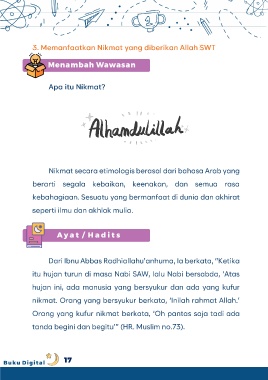 3. Memanfaatkan Nikmat yang diberikan Allah SWT
Menambah Wawasan
Apa itu Nikmat?
Alhamdulillah
Nikmat secara etimologis berasal dari bahasa Arab yang
berarti segala kebaikan, keenakan, dan semua rasa
kebahagiaan. Sesuatu yang bermanfaat di dunia dan akhirat
seperti ilmu dan akhlak mulia.
Ayat / Hadits
Dari Ibnu Abbas Radhiallahu'anhuma, Ia berkata, "Ketika
itu hujan turun di masa Nabi SAW, lalu Nabi bersabda, 'Atas
hujan ini, ada manusia yang bersyukur dan ada yang kufur
nikmat. Orang yang bersyukur berkata, 'Inilah rahmat Allah.'
Orang yang kufur nikmat berkata, 'Oh pantas saja tadi ada
tanda begini dan begitu'" (HR. Muslim no.73).
Buku Digital 17